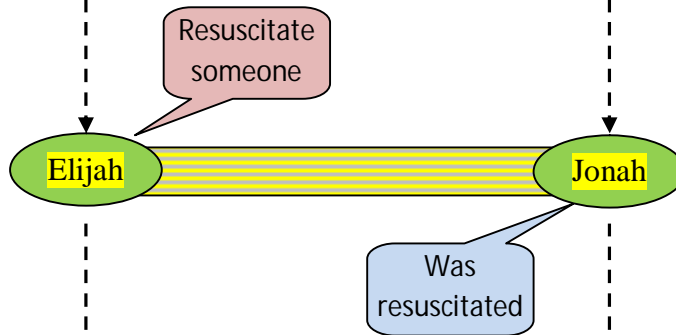 Resuscitate
someone
Elijah
Jonah
Was
resuscitated